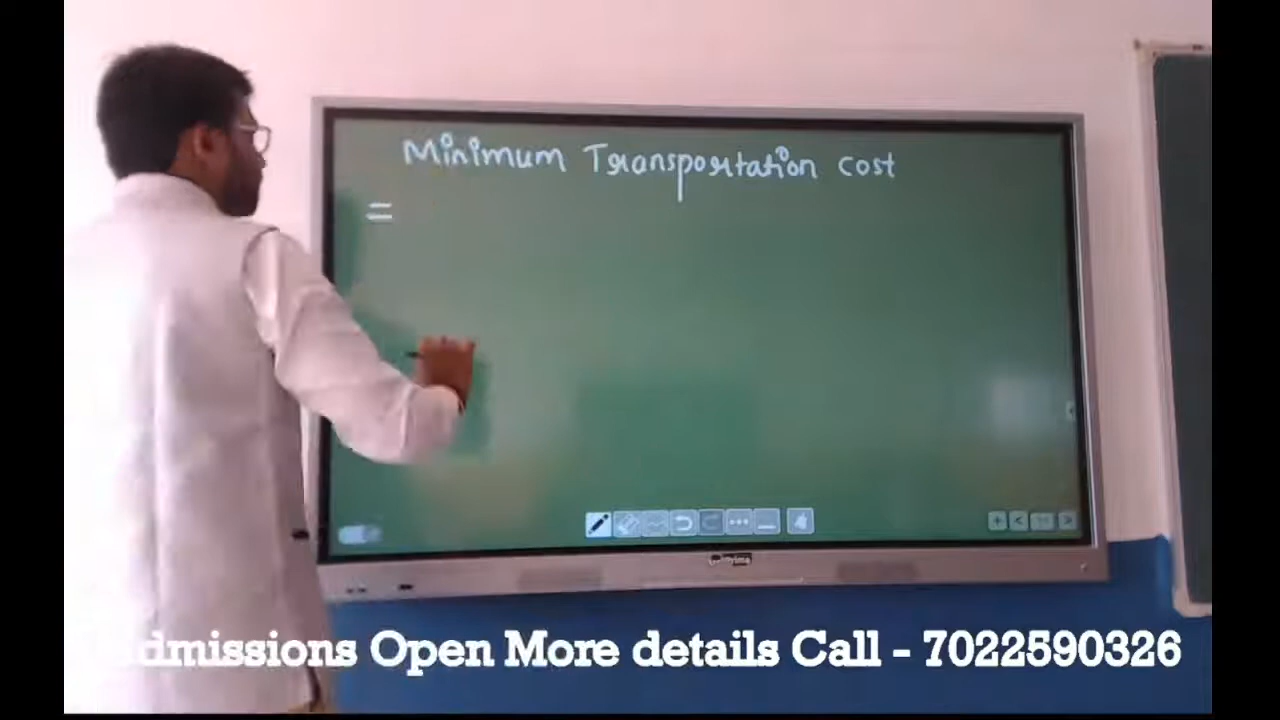 Minimum Transportation cost
=
Admissions Open More details Call - 7022590326